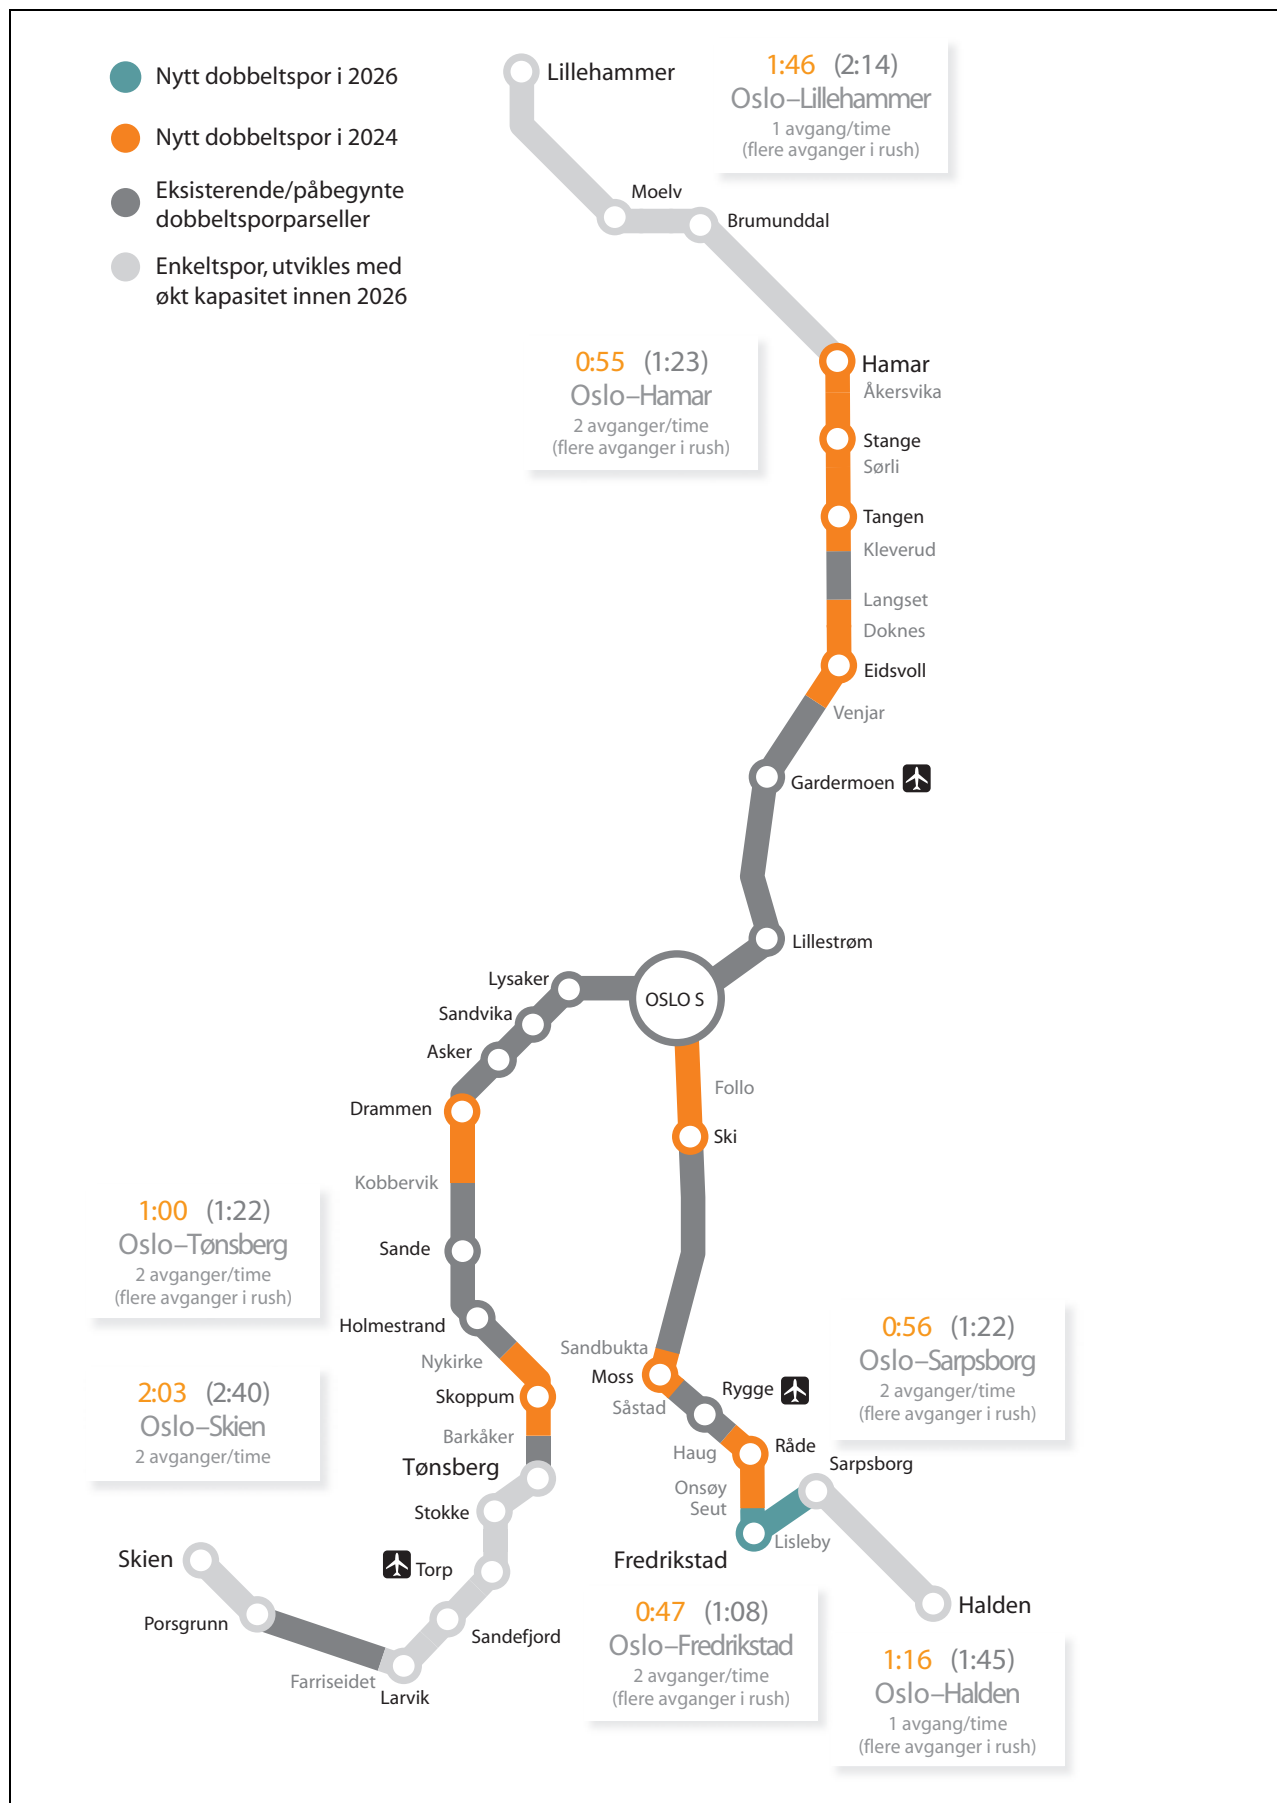 Nytt dobbeltspor i 2026
Nytt dobbeltspor i 2024
Eksisterende/påbegynte
dobbeltsporparseller
Enkeltspor, utvikles med
økt kapasitet innen 2026
Lillehammer
1:46 (2:14)
Oslo–Lillehammer
1 avgang/time
(flere avganger i rush)
Moelv
Brumunddal
0:55 (1:23)
Oslo–Hamar
2 avganger/time
(flere avganger i rush)
Hamar
Åkersvika
Stange
Sørli
Tangen
Kleverud
Langset
Doknes
Eidsvoll
Venjar
Gardermoen
Lillestrøm
OSLO S
Lysaker
Sandvika
Asker
Drammen
Kobbervik
Sande
Holmestrand
Nykirke
Skoppum
Barkåker
Tønsberg
Stokke
Torp
Sandefjord
Larvik
Farriseidet
Porsgrunn
Skien
1:00 (1:22)
Oslo–Tønsberg
2 avganger/time
(flere avganger i rush)
2:03 (2:40)
Oslo–Skien
2 avganger/time
Follo
Ski
Sandbukta
Moss
Såstad
Rygge
Haug
Råde
Onsøy
Seut
Fredrikstad
Lisleby
Sarpsborg
Halden
0:56 (1:22)
Oslo–Sarpsborg
2 avganger/time
(flere avganger i rush)
0:47 (1:08)
Oslo–Fredrikstad
2 avganger/time
(flere avganger i rush)
1:16 (1:45)
Oslo–Halden
1 avgang/time
(flere avganger i rush)